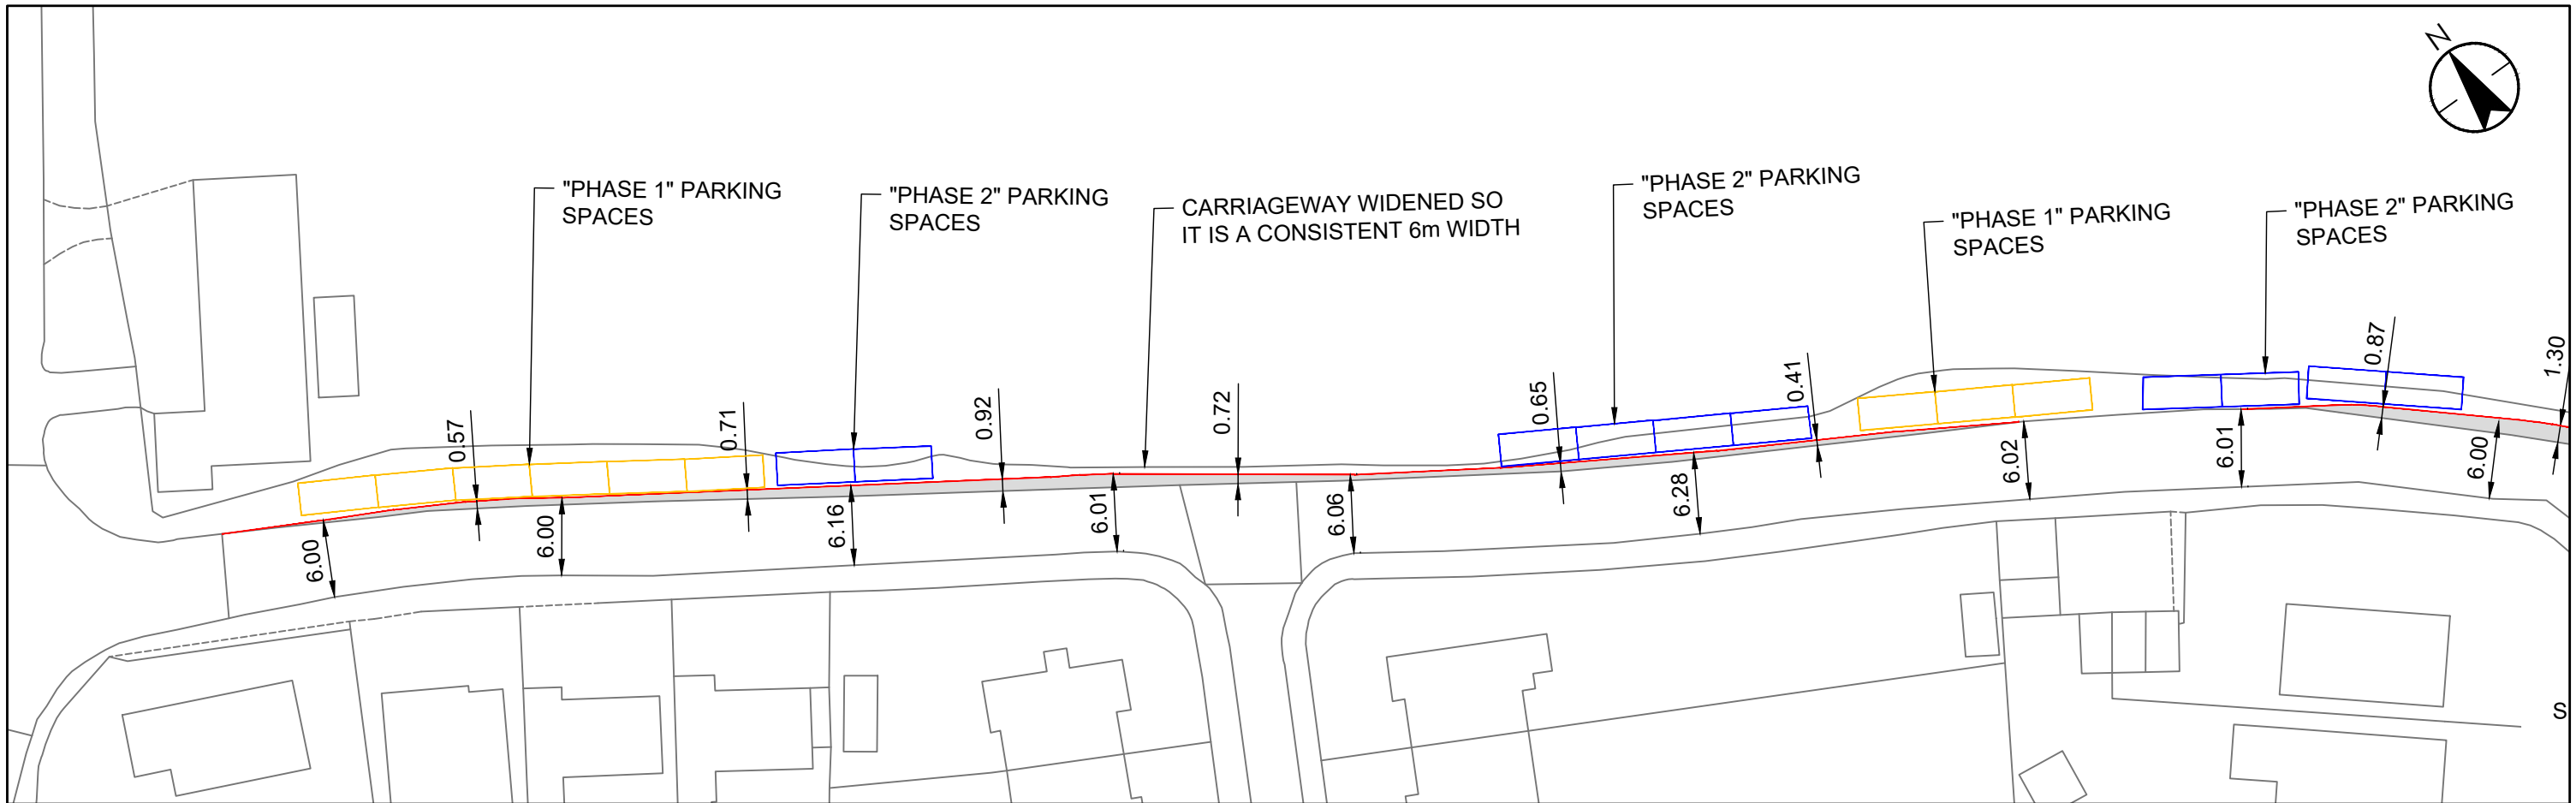 N
"PHASE 1" PARKING
SPACES
"PHASE 2" PARKING
SPACES
CARRIAGEWAY WIDENED SO
IT IS A CONSISTENT 6m WIDTH
"PHASE 2" PARKING
SPACES
"PHASE 1" PARKING
SPACES
"PHASE 2" PARKING
SPACES
0.57
0.71
0.92
0.72
0.65
0.41
0.87
1.30
6.00
6.00
6.16
6.01
6.06
6.28
6.02
6.01
6.00
S